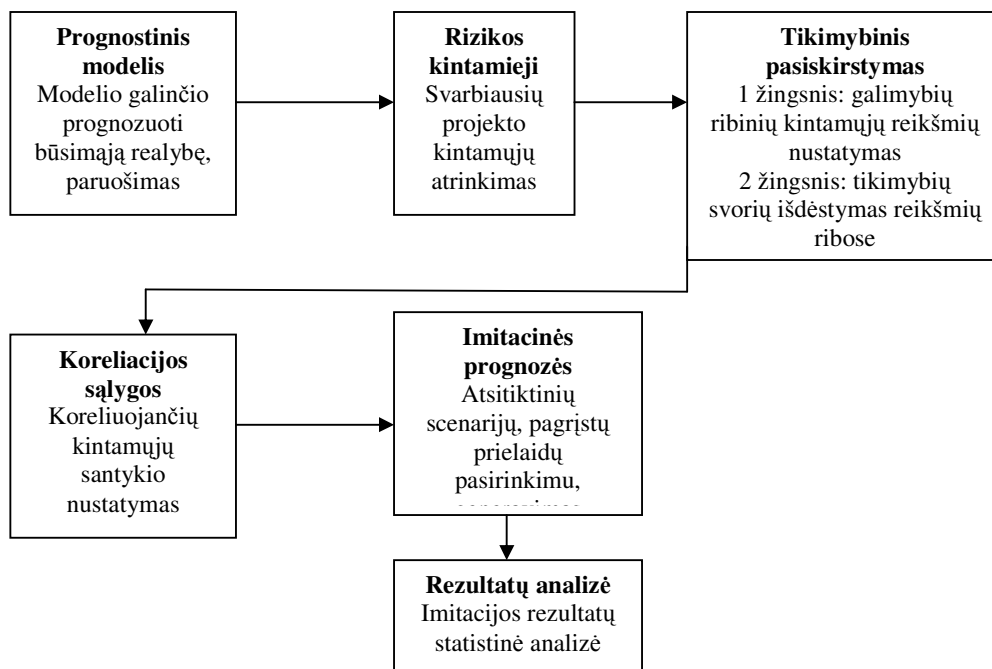 Prognostinis
modelis
Modelio galinčio
prognozuoti
būsimąją realybę,
paruošimas
Rizikos
kintamieji
Svarbiausių
projekto
kintamųjų
atrinkimas
Tikimybinis
pasiskirstymas
1 žingsnis: galimybių
ribinių kintamųjų reikšmių
nustatymas
2 žingsnis: tikimybių
svorių išdėstymas reikšmių
ribose
Koreliacijos
sąlygos
Koreliuojančių
kintamųjų
santykio
nustatymas
Imitacinės
prognozės
Atsitiktinių
scenarijų, pagrįstų
prielaidų
pasirinkimu,
Rezultatų analizė
Imitacijos rezultatų
statistinė analizė